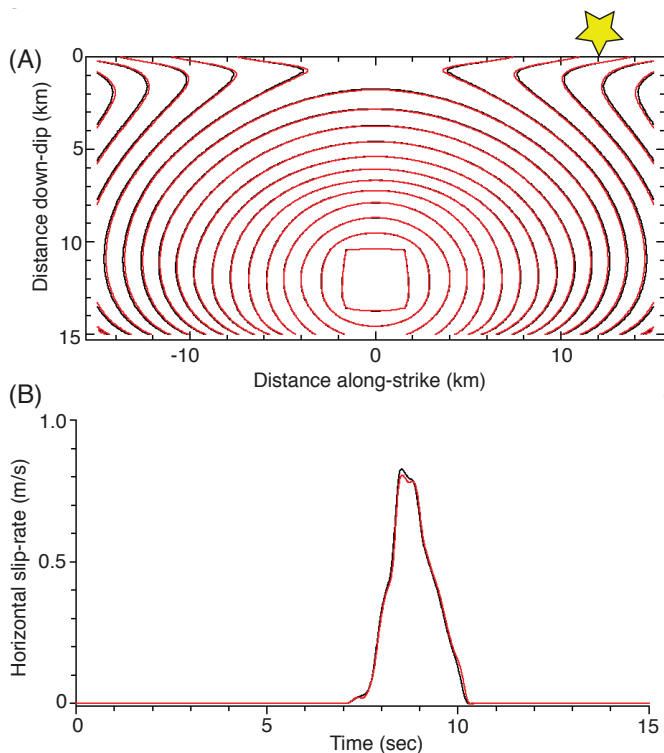 (A)
Distance down-dip (km)
0
5
10
15
-10 0 10
Distance along-strike (km)
(B)
Horizontal slip-rate (m/s)
1.0
0.5
0
0 5 10 15
Time (sec)